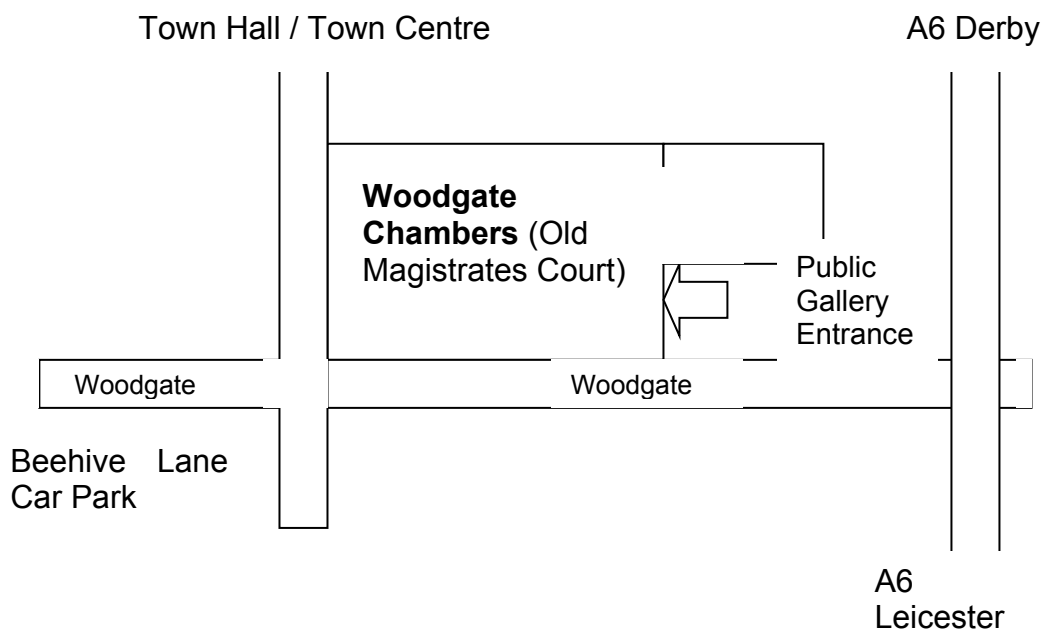 Town Hall / Town Centre
A6 Derby
Woodgate
Chambers (Old
Magistrates Court)
Public
Gallery
Entrance
Woodgate
Woodgate
Beehive Lane
Car Park
A6
Leicester